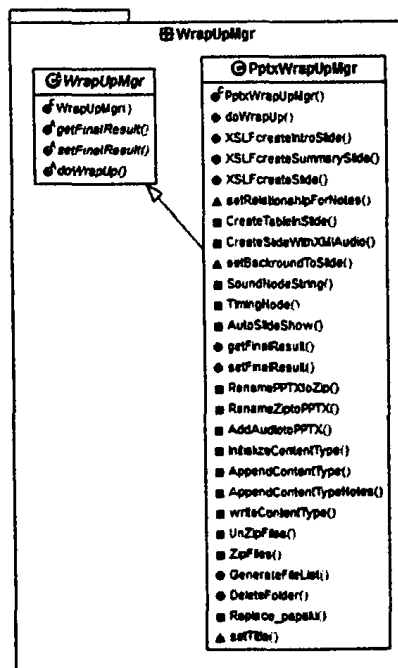 WrapUpMgr
WrapUpMgr
WrapUpMgr()
getFinalResult()
setFinalResult()
doWrapUp()
PptxWrapUpMgr
PptxWrapUpMgr()
doWrapUp()
XSLFcreateIntroSlide()
XSLFcreateSummarySlide()
XSLFcreateSlide()
setRelationshipForNotes()
CreateTableInSlide()
CreateSlideWithXMlAudio()
setBackroundToSlide()
SoundNodeString()
TimingNode()
AutoSlideShow()
getFinalResult()
setFinalResult()
RenamePPTXtoZip()
RenameZiptoPPTX()
AddAudiotoPPTX()
InitializeContentType()
AppendContentType()
AppendContentTypeNotes()
writeContentType()
UnZipFiles()
ZipFiles()
GenerateFileList()
DeleteFolder()
Replace_papaki()
setTitle()